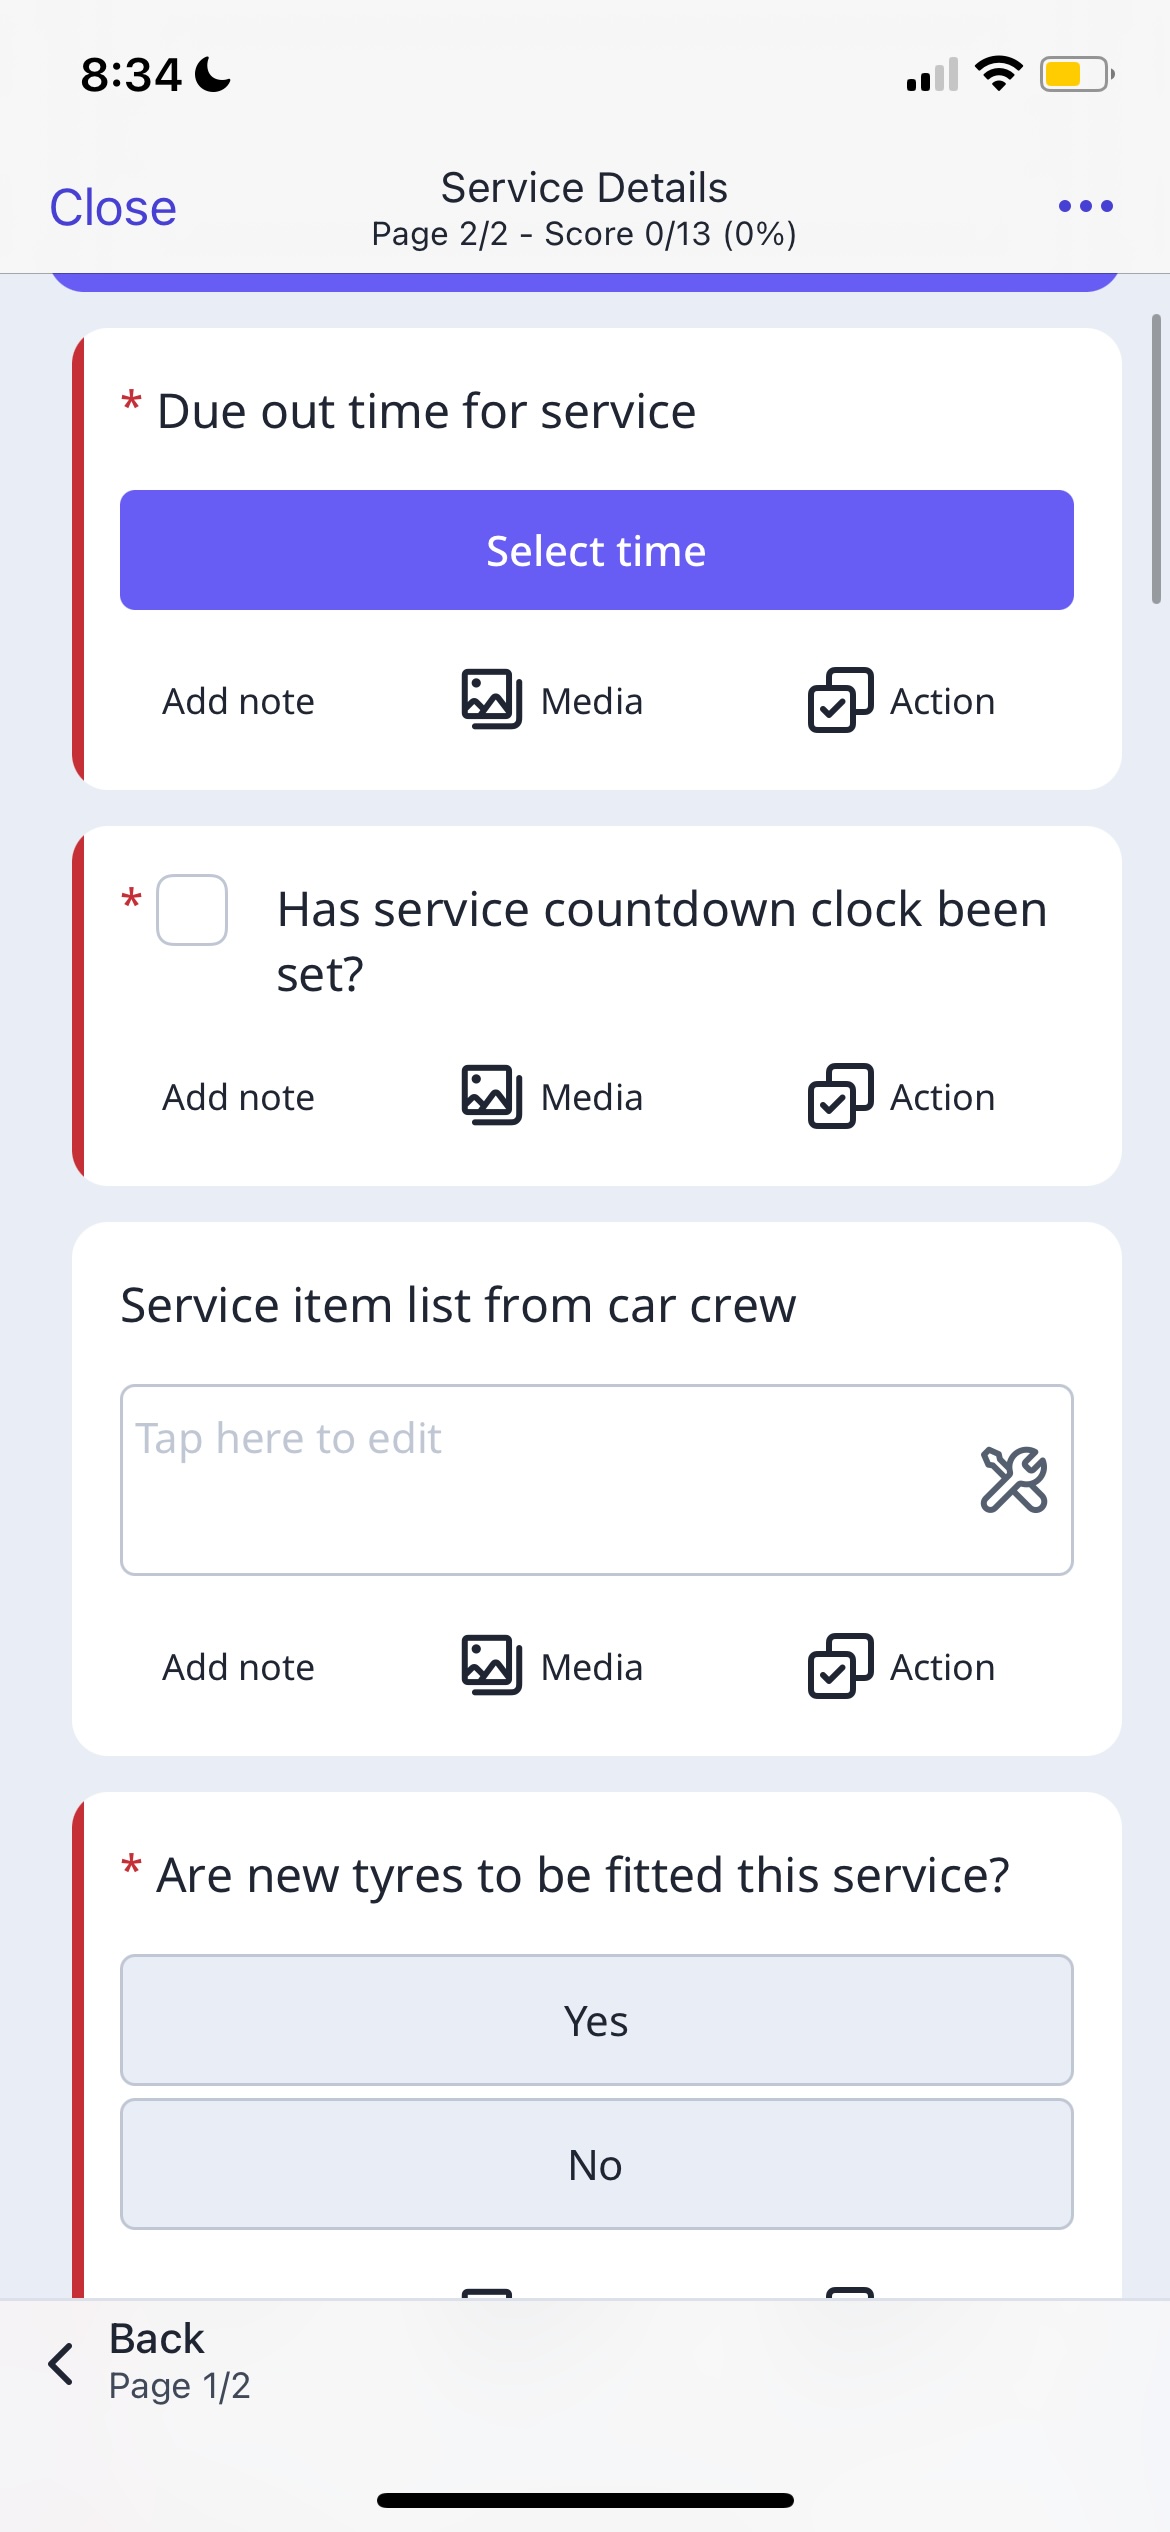 8:34
Close
Service Details
Page 2/2 - Score 0/13 (0%)
* Due out time for service
Select time
Add note
Media
Action
* Has service countdown clock been
set?
Add note
Media
Action
Service item list from car crew
Tap here to edit
Add note
Media
Action
* Are new tyres to be fitted this service?
Yes
No
Back
Page 1/2